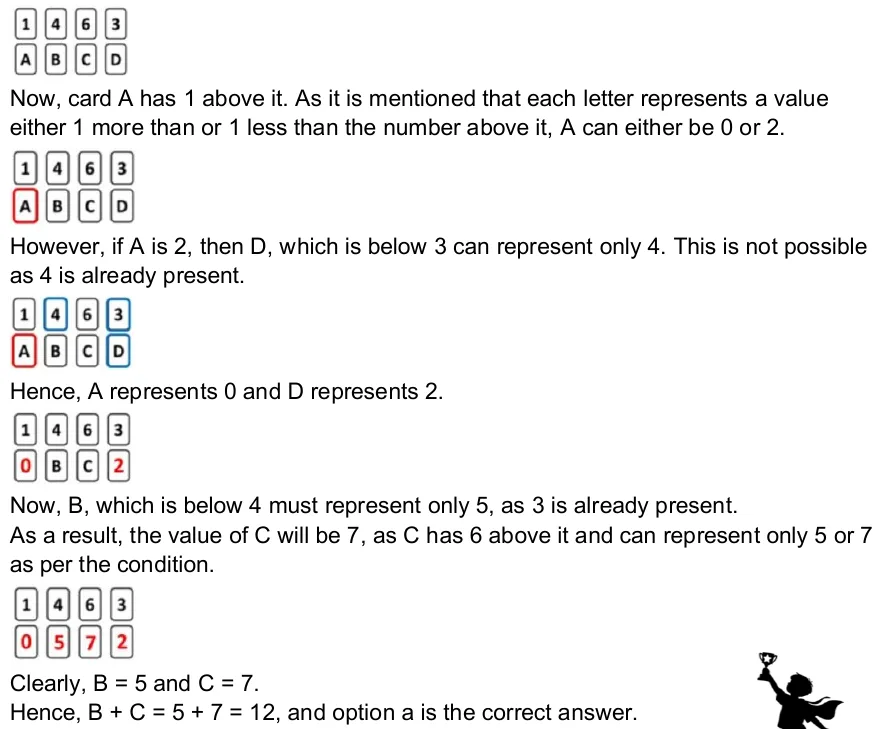 1 4 6 3
A B C D
Now, card A has 1 above it. As it is mentioned that each letter represents a value
either 1 more than or 1 less than the number above it, A can either be 0 or 2.
1 4 6 3
A B C D
However, if A is 2, then D, which is below 3 can represent only 4. This is not possible
as 4 is already present.
1 4 6 3
A B C D
Hence, A represents 0 and D represents 2.
1 4 6 3
0 B C 2
Now, B, which is below 4 must represent only 5, as 3 is already present.
As a result, the value of C will be 7, as C has 6 above it and can represent only 5 or 7
as per the condition.
1 4 6 3
0 5 7 2
Clearly, B = 5 and C = 7.
Hence, B + C = 5 + 7 = 12, and option a is the correct answer.